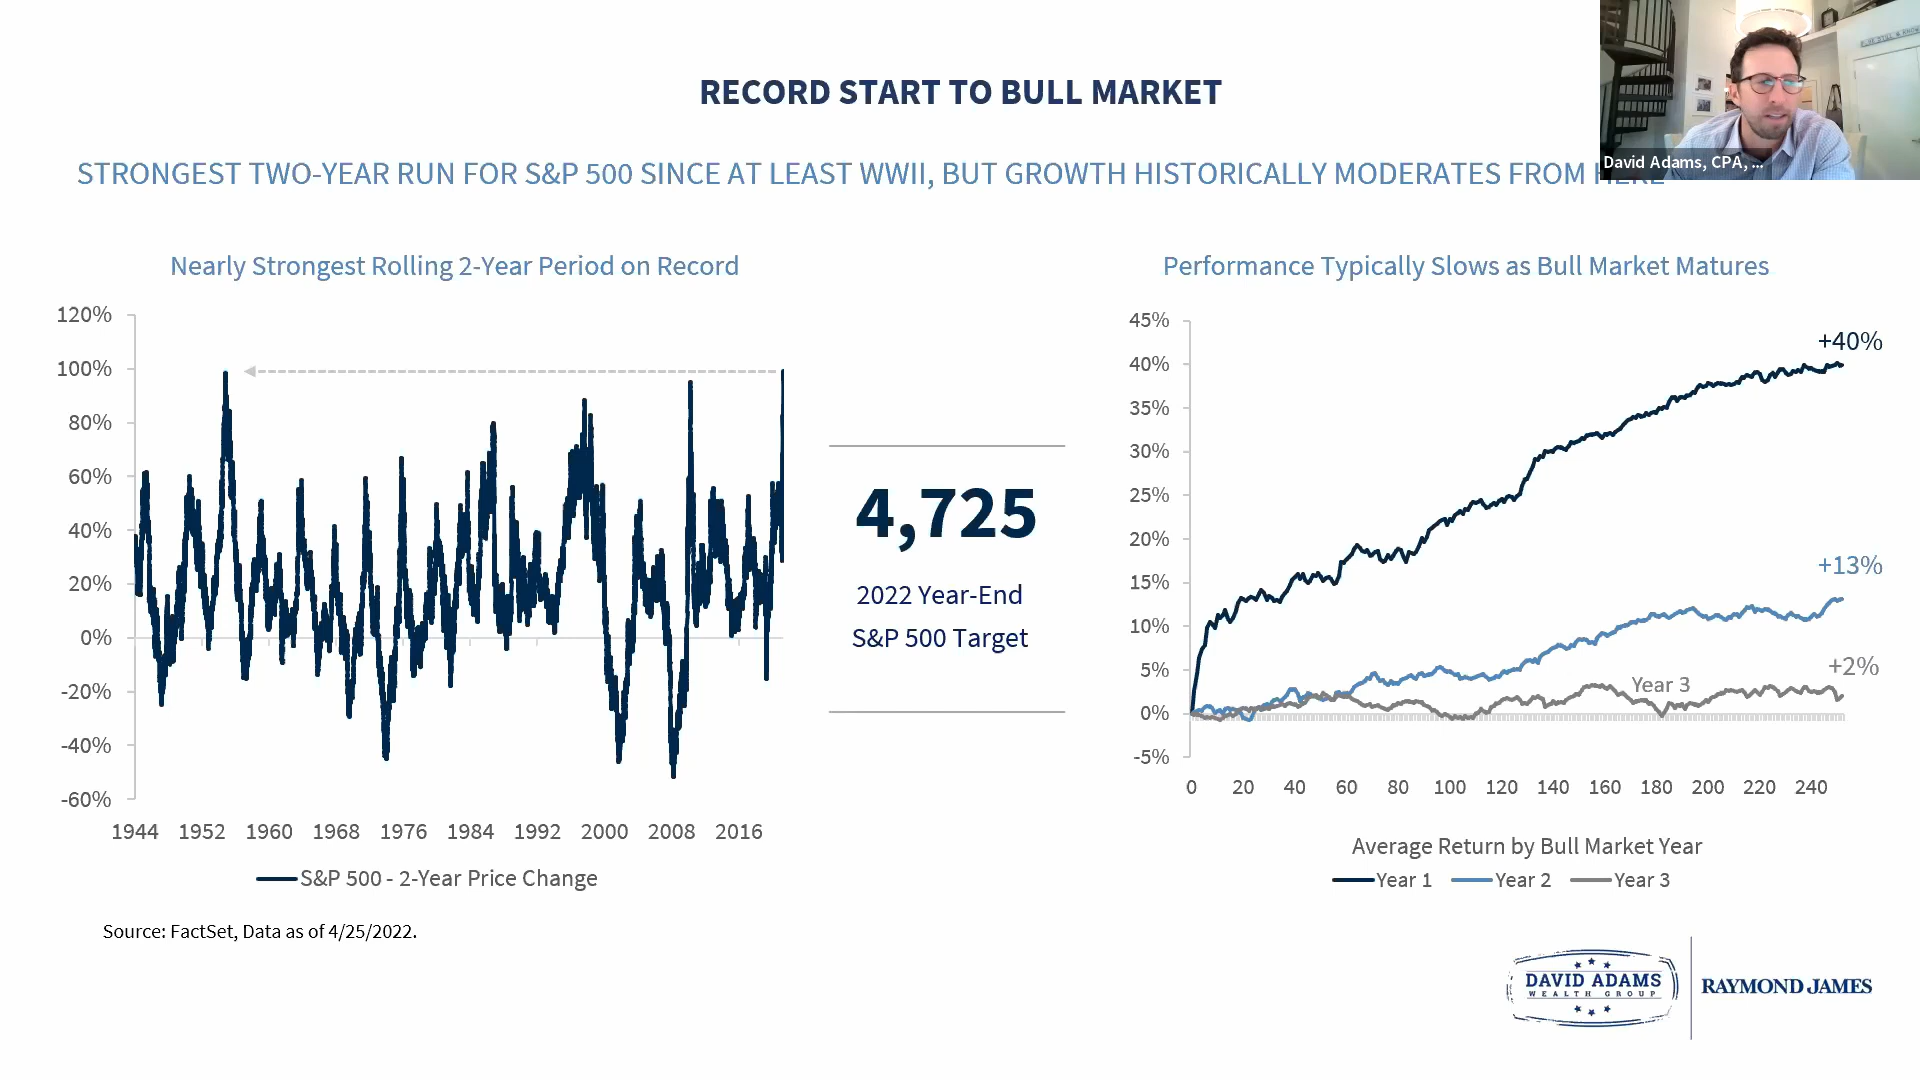 RECORD START TO BULL MARKET
David Adams, CPA, ...
STRONGEST TWO-YEAR RUN FOR S&P 500 SINCE AT LEAST WWII, BUT GROWTH HISTORICALLY MODERATES FROM HERE
Nearly Strongest Rolling 2-Year Period on Record
120%
100%
80%
60%
40%
20%
0%
-20%
-40%
-60%
1944 1952 1960 1968 1976 1984 1992 2000 2008 2016
S&P 500 - 2-Year Price Change
Source: FactSet, Data as of 4/25/2022.
4,725
2022 Year-End
S&P 500 Target
Performance Typically Slows as Bull Market Matures
45%
40%
35%
30%
25%
20%
15%
10%
5%
0%
-5%
+40%
+13%
+2%
Year 3
0 20 40 60 80 100 120 140 160 180 200 220 240
Average Return by Bull Market Year
Year 1 Year 2 Year 3
DAVID ADAMS
WEALTH GROUP
RAYMOND JAMES